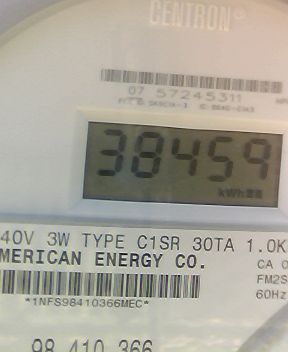 CENTRON®
07 57245311
38459
kWh
40V 3W TYPE C1SR 30TA 1.0K
MERICAN ENERGY CO.
CA 0
FM2S
*1NFS98410366MEC*
60Hz
98 410 366